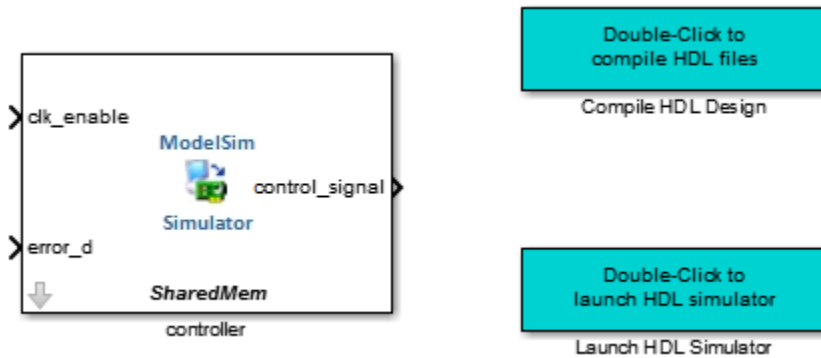 clk_enable
ModelSim
control_signal
Simulator
error_d
SharedMem
controller
Double-Click to
compile HDL files
Compile HDL Design
Double-Click to
launch HDL simulator
Launch HDL Simulator